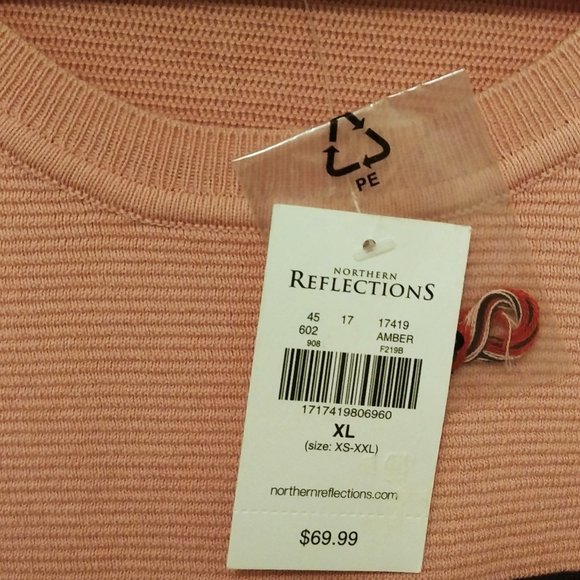 PE
NORTHERN
REFLECTIONS
45 17 17419
602 AMBER
908 F219B
1717419806960
XL
(size: XS-XXL)
northernreflections.com
$69.99